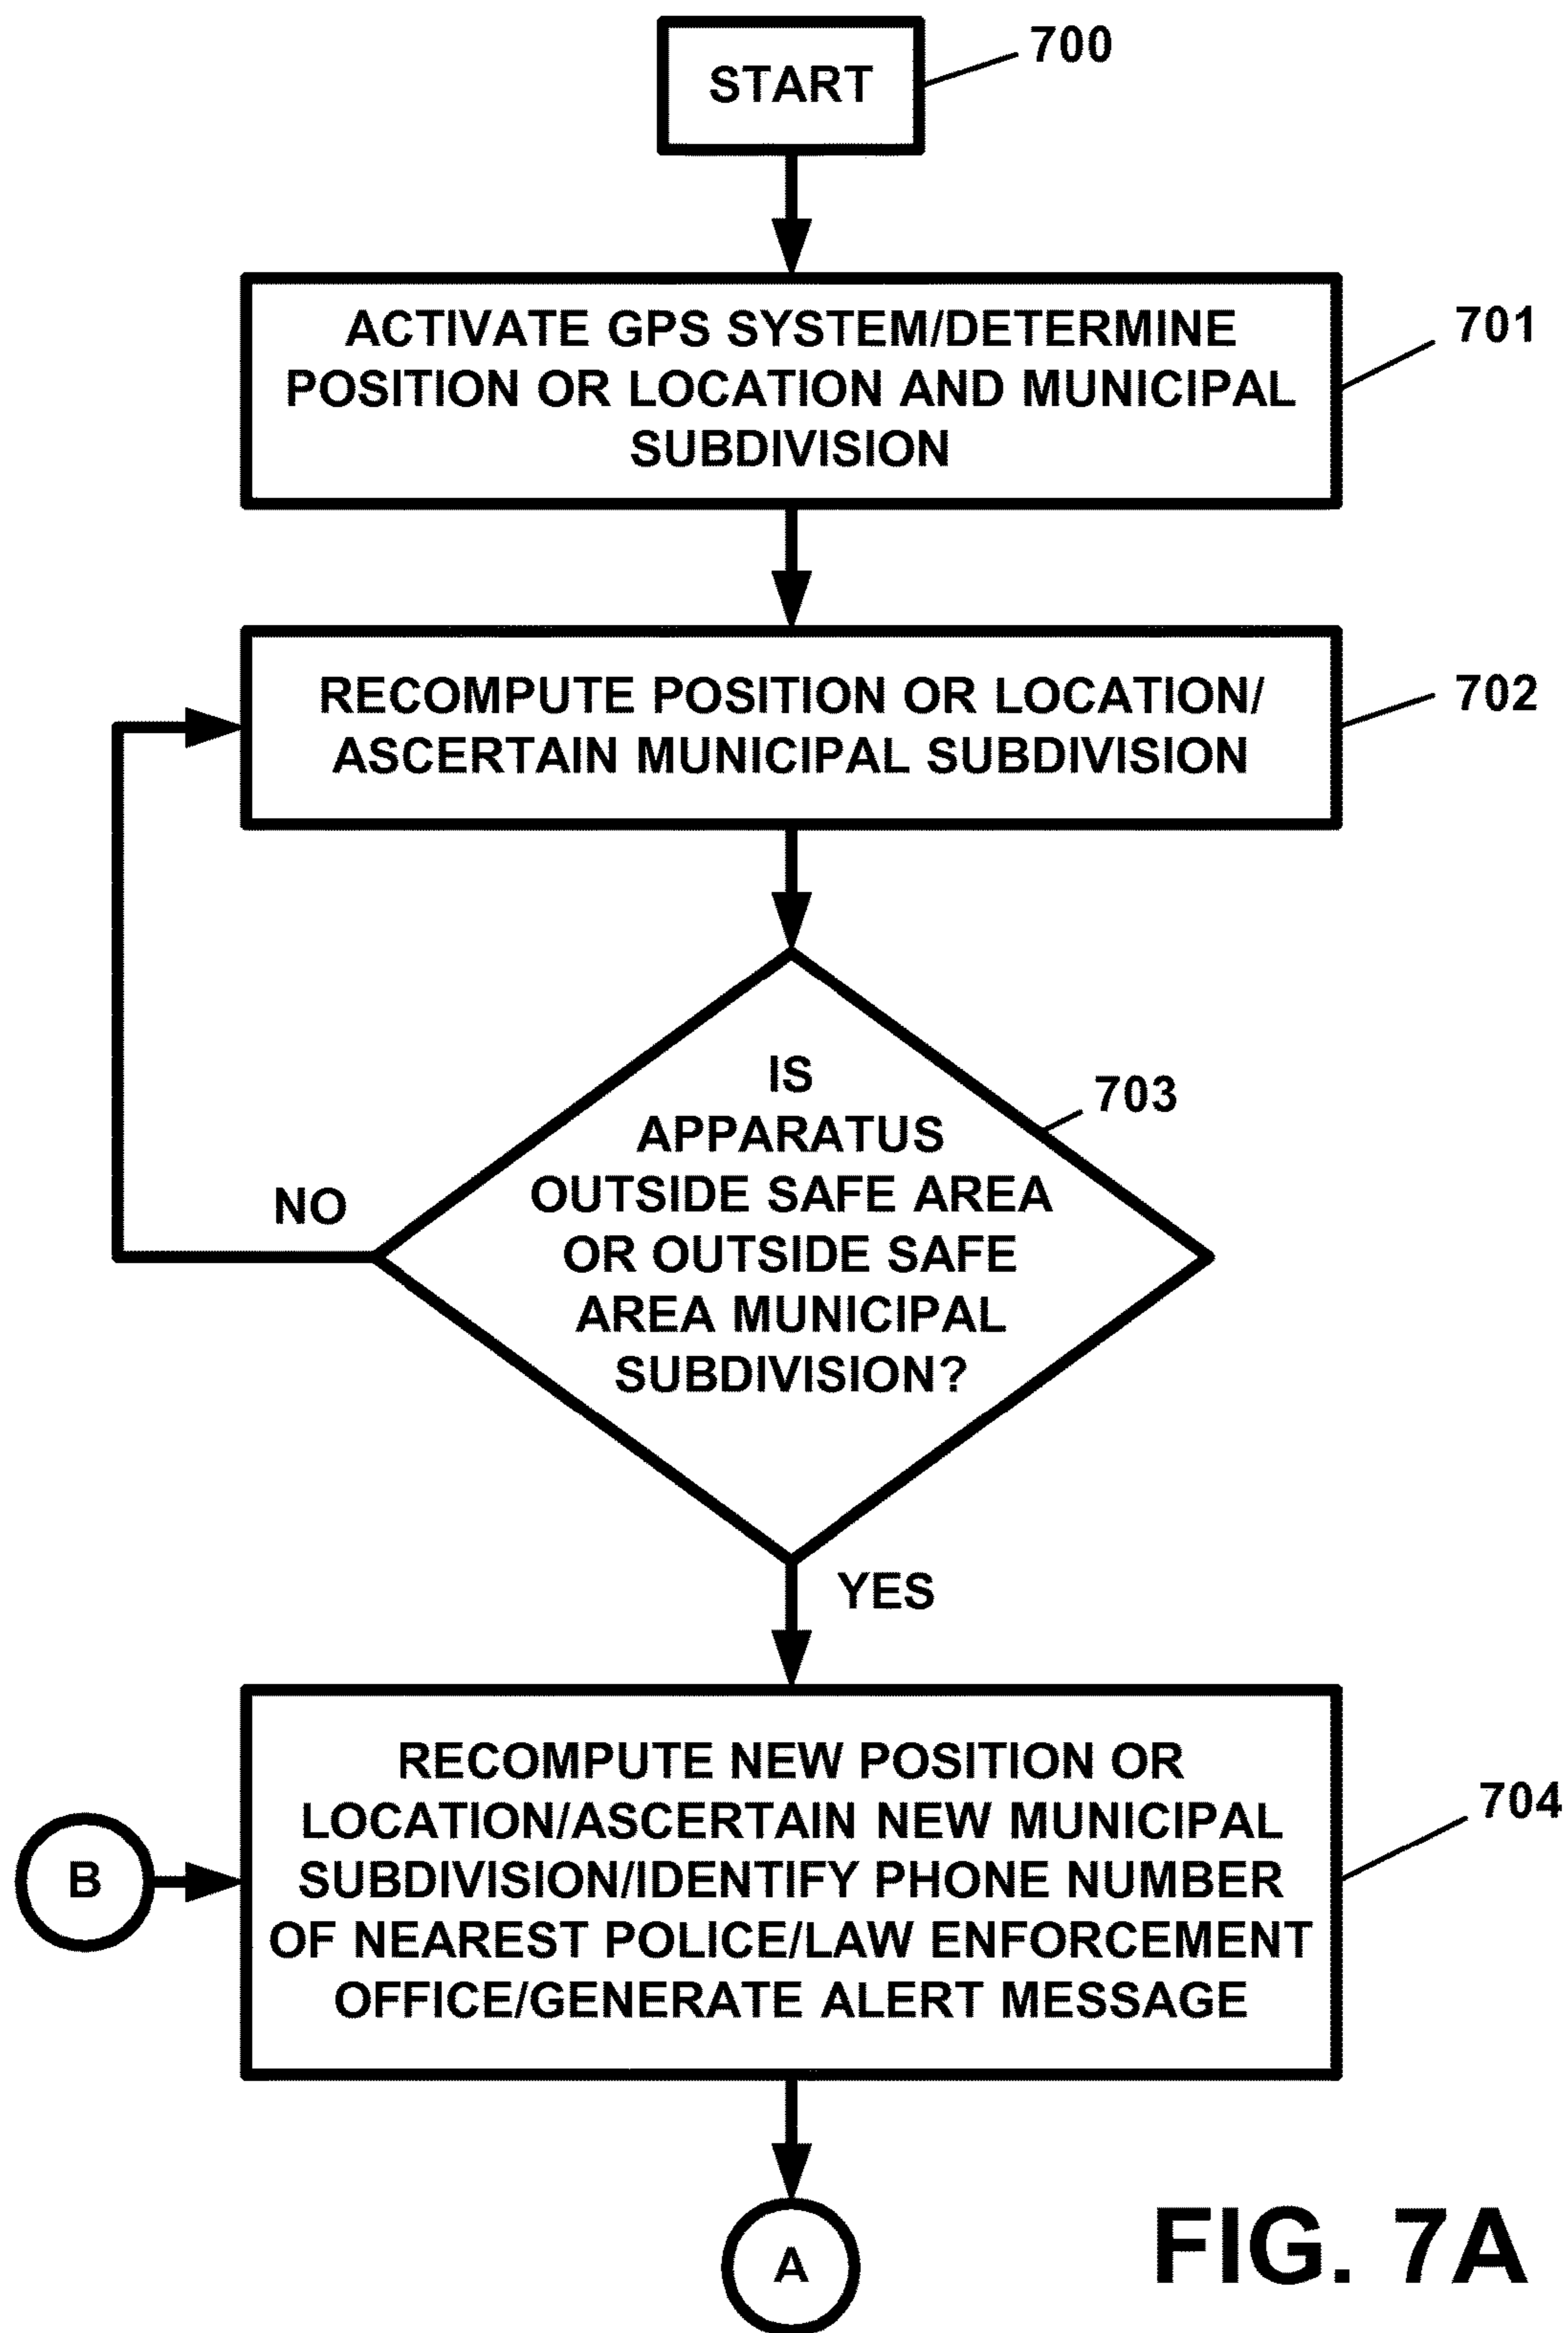 START
700
ACTIVATE GPS SYSTEM/DETERMINE
POSITION OR LOCATION AND MUNICIPAL
SUBDIVISION
701
RECOMPUTE POSITION OR LOCATION/
ASCERTAIN MUNICIPAL SUBDIVISION
702
IS
APPARATUS
OUTSIDE SAFE AREA
OR OUTSIDE SAFE
AREA MUNICIPAL
SUBDIVISION?
703
NO
YES
RECOMPUTE NEW POSITION OR
LOCATION/ASCERTAIN NEW MUNICIPAL
SUBDIVISION/IDENTIFY PHONE NUMBER
OF NEAREST POLICE/LAW ENFORCEMENT
OFFICE/GENERATE ALERT MESSAGE
704
B
A
FIG. 7A